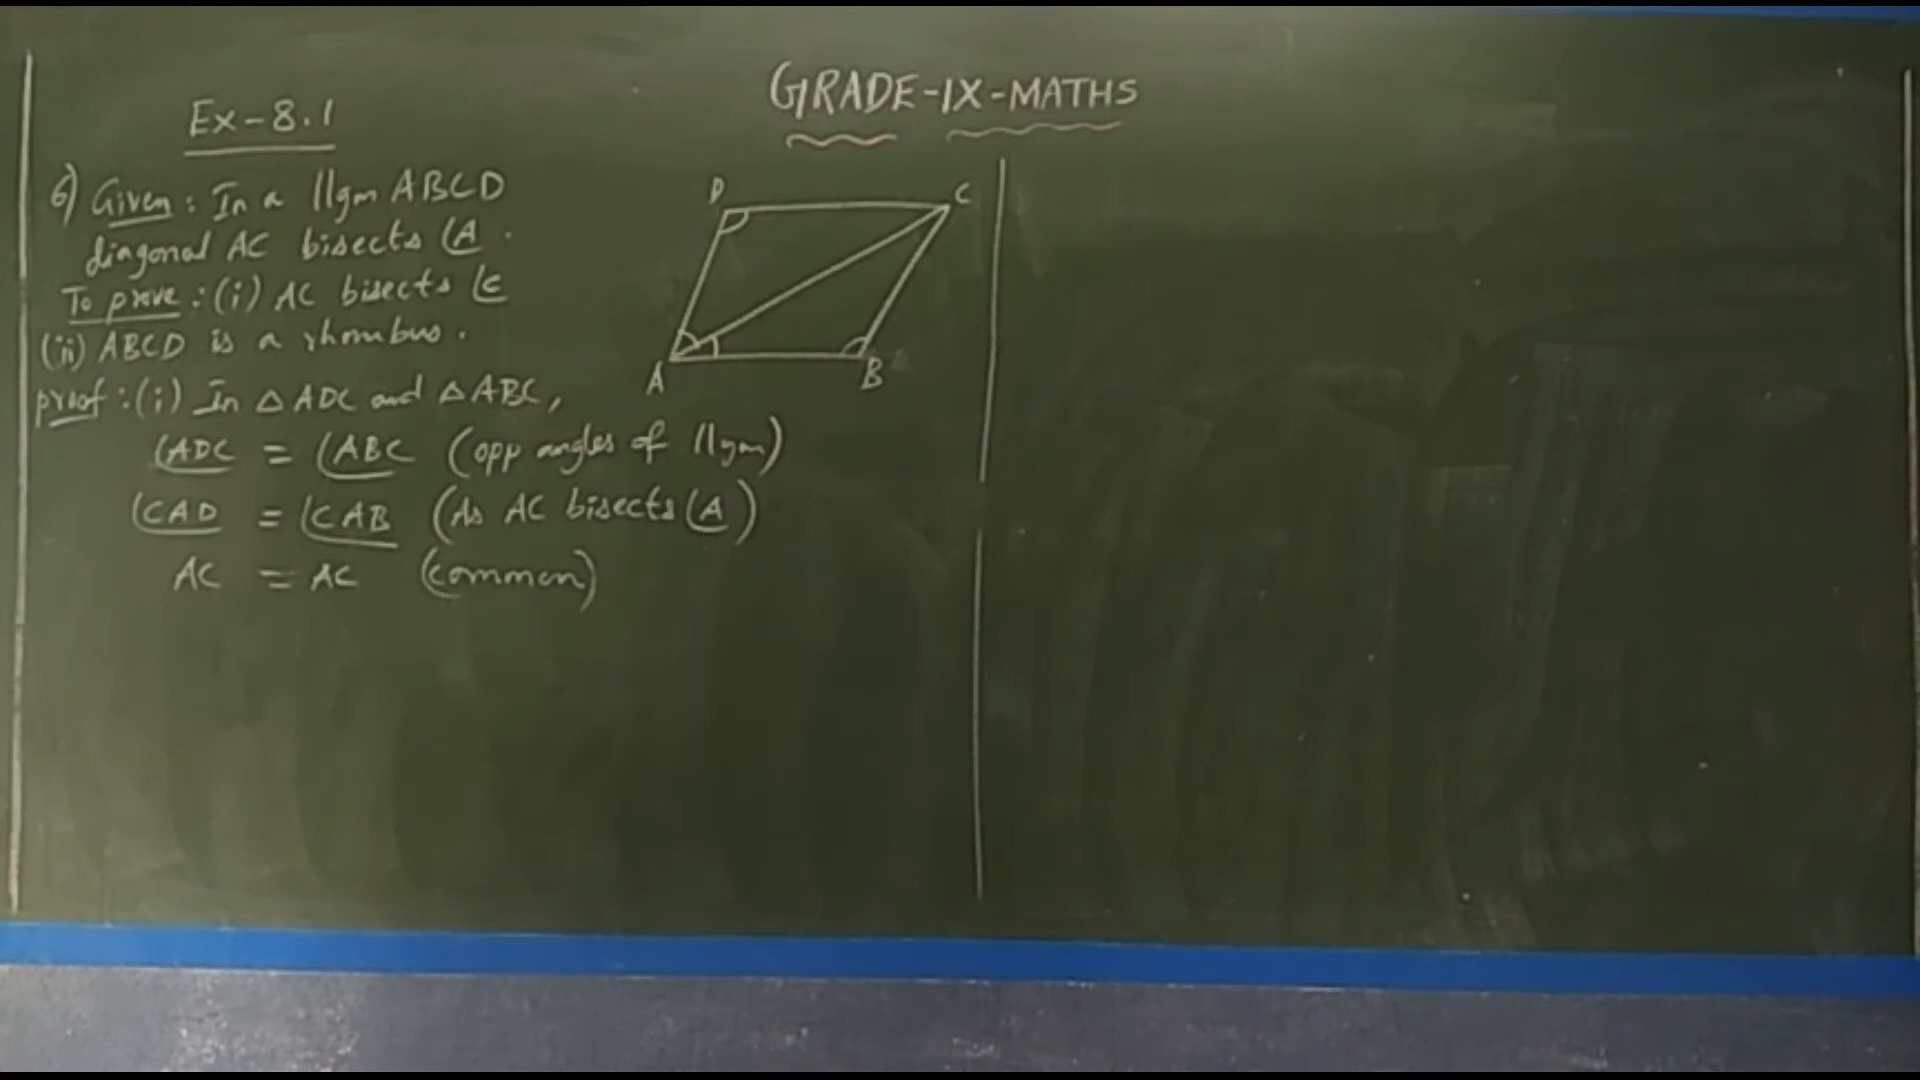 GRADE-IX-MATHS
Ex-8.1
6) Given: In a ||gm ABCD
diagonal AC bisects ∠A.
To prove: (i) AC bisects ∠C
(ii) ABCD is a rhombus.
proof: (i) In △ADC and △ABC,
∠ADC = ∠ABC (opp angles of ||gm)
∠CAD = ∠CAB (As AC bisects ∠A)
AC = AC (common)
D
C
A
B